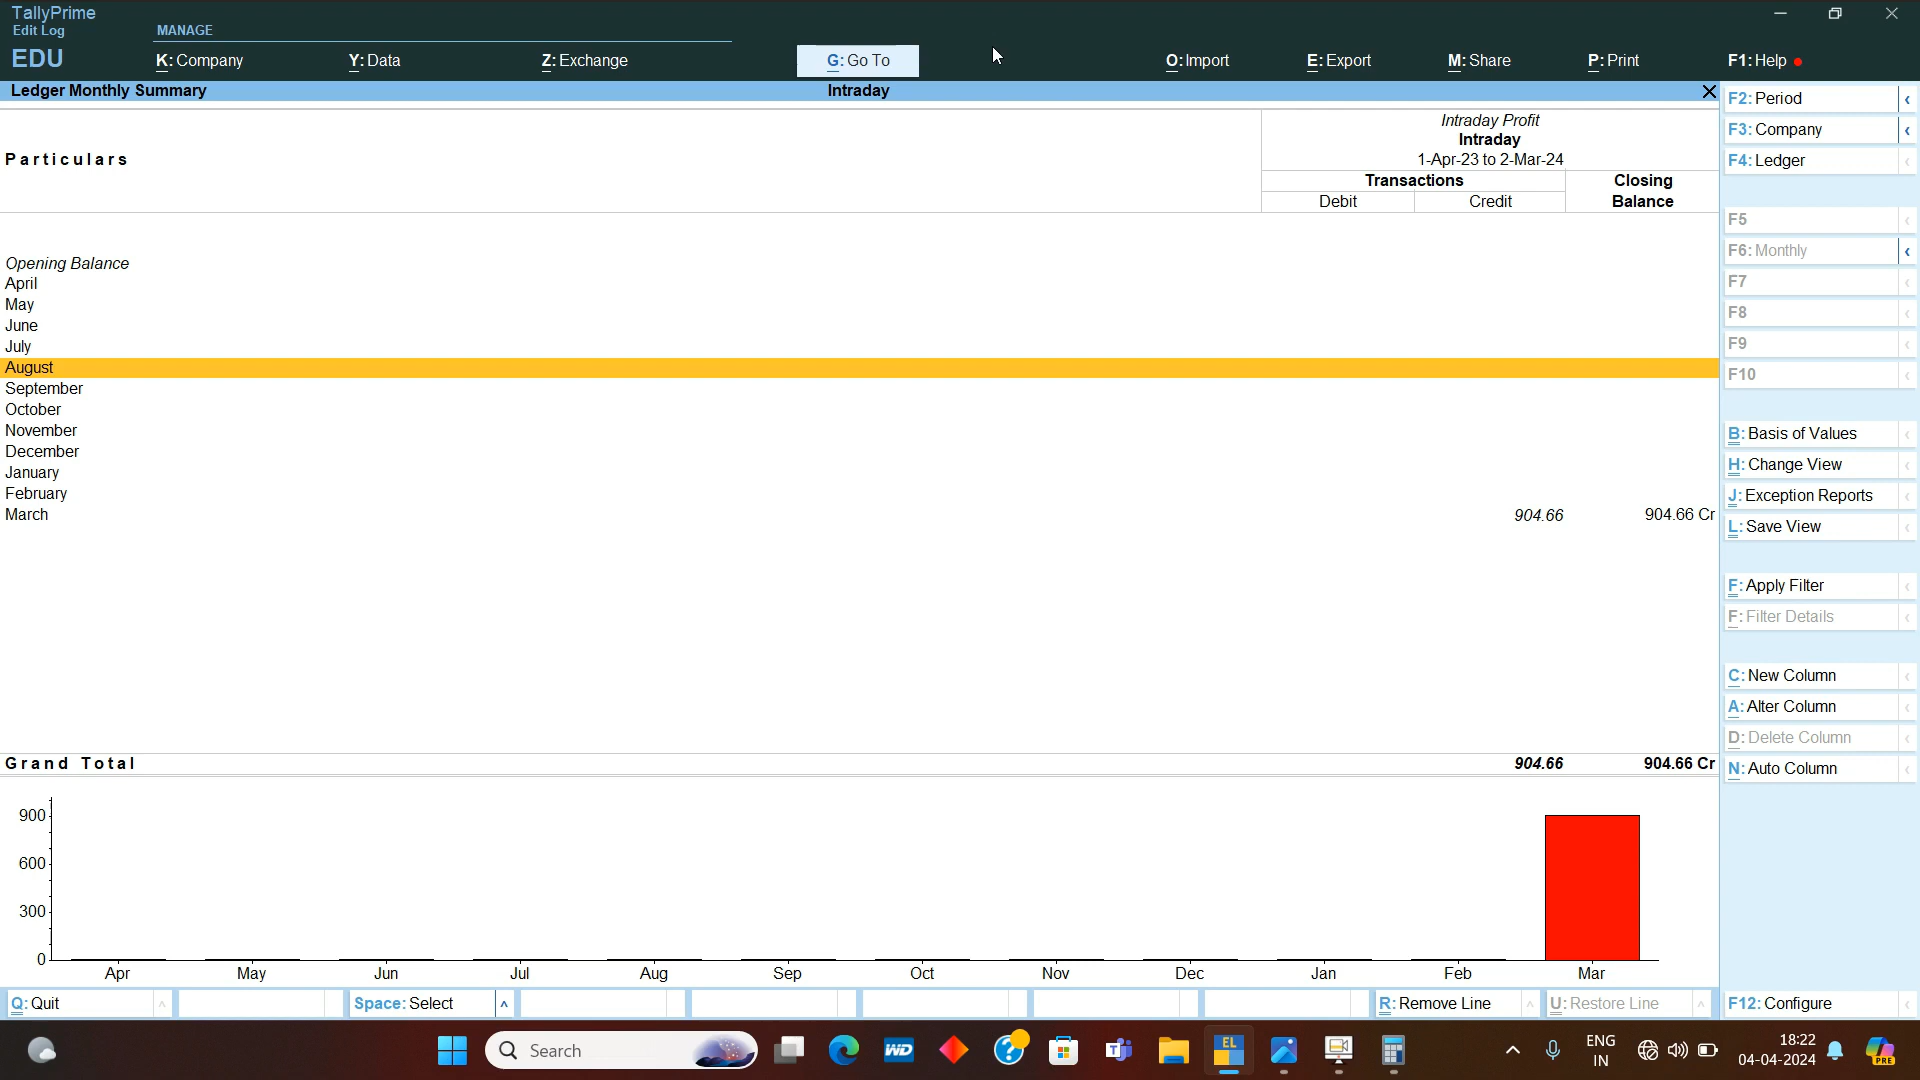 TallyPrime
Edit Log
EDU
MANAGE
K: Company
Y: Data
Z: Exchange
G: Go To
O: Import
E: Export
M: Share
P: Print
F1: Help
Ledger Monthly Summary
Intraday
Particulars
Intraday Profit
Intraday
1-Apr-23 to 2-Mar-24
Transactions
Closing
Debit
Credit
Balance
Opening Balance
April
May
June
July
August
September
October
November
December
January
February
March 904.66 904.66 Cr
Grand Total 904.66 904.66 Cr
900
600
300
0
Apr May Jun Jul Aug Sep Oct Nov Dec Jan Feb Mar
F2: Period
F3: Company
F4: Ledger
F5
F6: Monthly
F7
F8
F9
F10
B: Basis of Values
H: Change View
J: Exception Reports
L: Save View
F: Apply Filter
F: Filter Details
C: New Column
A: Alter Column
D: Delete Column
N: Auto Column
Q: Quit
Space: Select
R: Remove Line
U: Restore Line
F12: Configure
Search
WD
T
EL
ENG
IN
18:22
04-04-2024
PRE